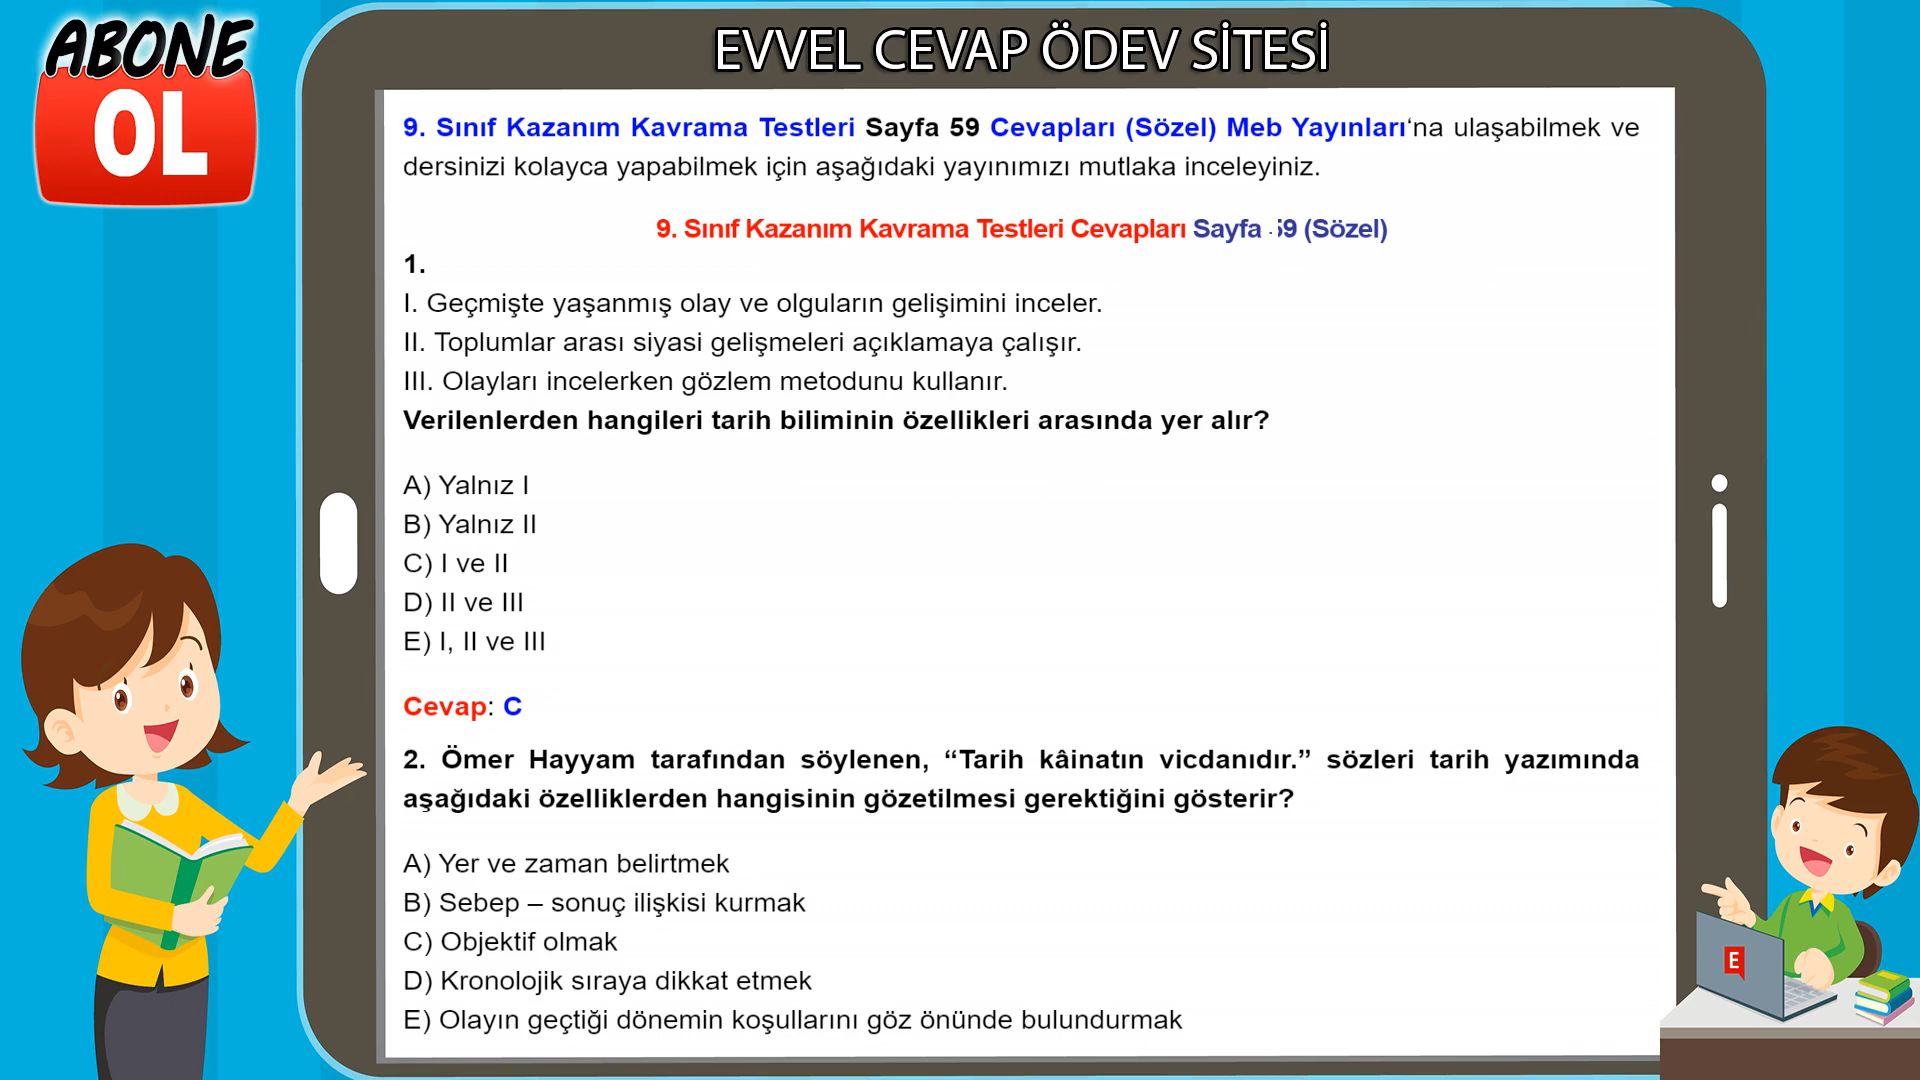 ABONE
OL
EVVEL CEVAP ÖDEV SİTESİ
9. Sınıf Kazanım Kavrama Testleri Sayfa 59 Cevapları (Sözel) Meb Yayınları‘na ulaşabilmek ve
dersinizi kolayca yapabilmek için aşağıdaki yayınımızı mutlaka inceleyiniz.
9. Sınıf Kazanım Kavrama Testleri Cevapları Sayfa 59 (Sözel)
1.
I. Geçmişte yaşanmış olay ve olguların gelişimini inceler.
II. Toplumlar arası siyasi gelişmeleri açıklamaya çalışır.
III. Olayları incelerken gözlem metodunu kullanır.
Verilenlerden hangileri tarih biliminin özellikleri arasında yer alır?
A) Yalnız I
B) Yalnız II
C) I ve II
D) II ve III
E) I, II ve III
Cevap: C
2. Ömer Hayyam tarafından söylenen, “Tarih kâinatın vicdanıdır.” sözleri tarih yazımında
aşağıdaki özelliklerden hangisinin gözetilmesi gerektiğini gösterir?
A) Yer ve zaman belirtmek
B) Sebep – sonuç ilişkisi kurmak
C) Objektif olmak
D) Kronolojik sıraya dikkat etmek
E) Olayın geçtiği dönemin koşullarını göz önünde bulundurmak
E